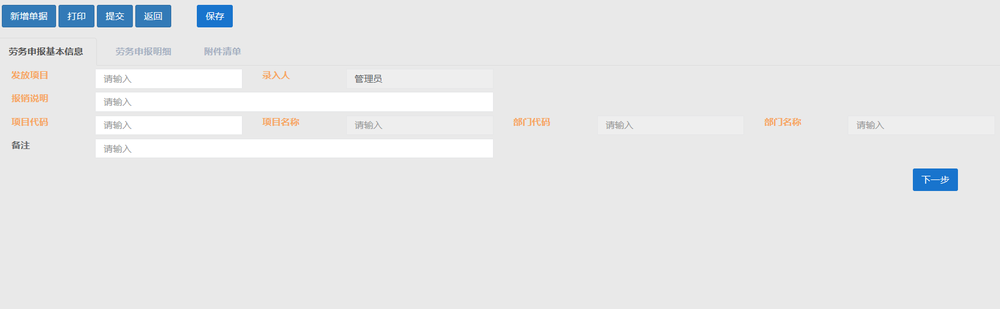 新增单据 打印 提交 返回 保存
劳务申报基本信息 劳务申报明细 附件清单
发放项目 请输入 录入人 管理员
报销说明 请输入
项目代码 请输入 项目名称 请输入 部门代码 请输入 部门名称 请输入
备注 请输入
下一步